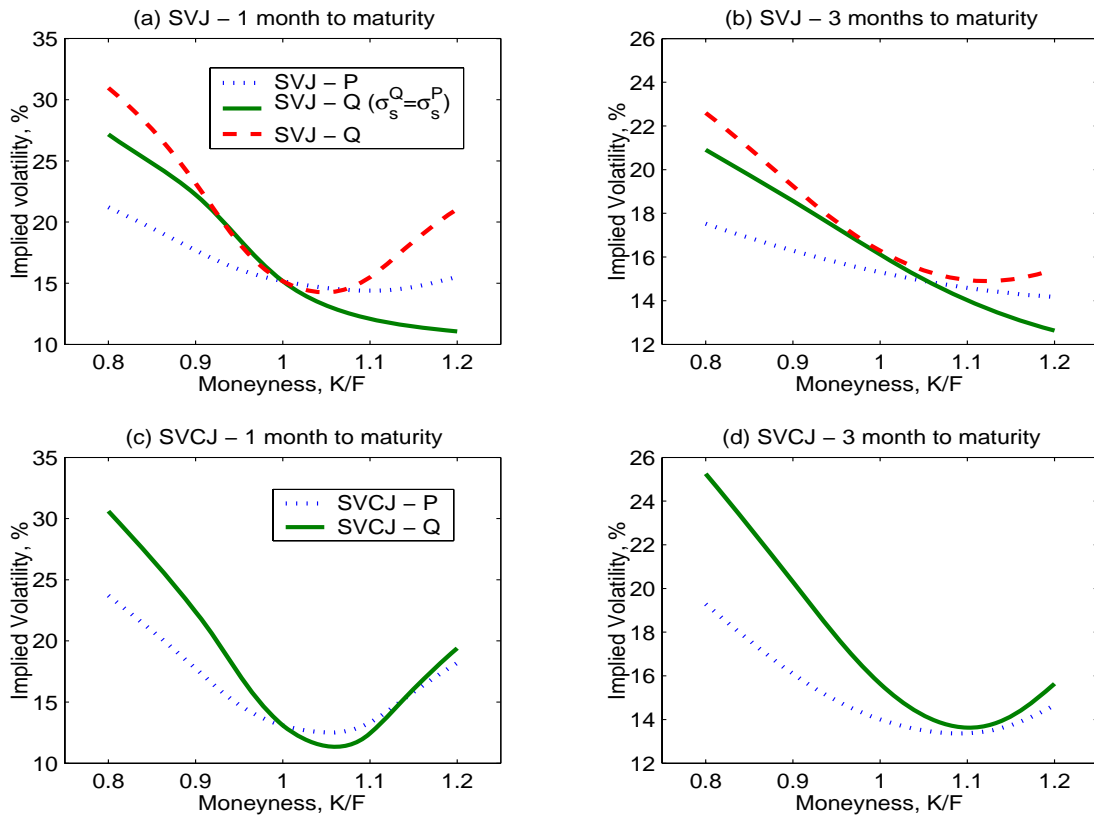 (a) SVJ – 1 month to maturity
35
30
25
20
15
10
Implied volatility, %
SVJ – P
SVJ – Q (σ_s^Q=σ_s^P)
SVJ – Q
0.8 0.9 1 1.1 1.2
Moneyness, K/F
(b) SVJ – 3 months to maturity
26
24
22
20
18
16
14
12
Implied Volatility, %
0.8 0.9 1 1.1 1.2
Moneyness, K/F
(c) SVCJ – 1 month to maturity
35
30
25
20
15
10
Implied Volatility, %
SVCJ – P
SVCJ – Q
0.8 0.9 1 1.1 1.2
Moneyness, K/F
(d) SVCJ – 3 month to maturity
26
24
22
20
18
16
14
12
Implied Volatility, %
0.8 0.9 1 1.1 1.2
Moneyness, K/F